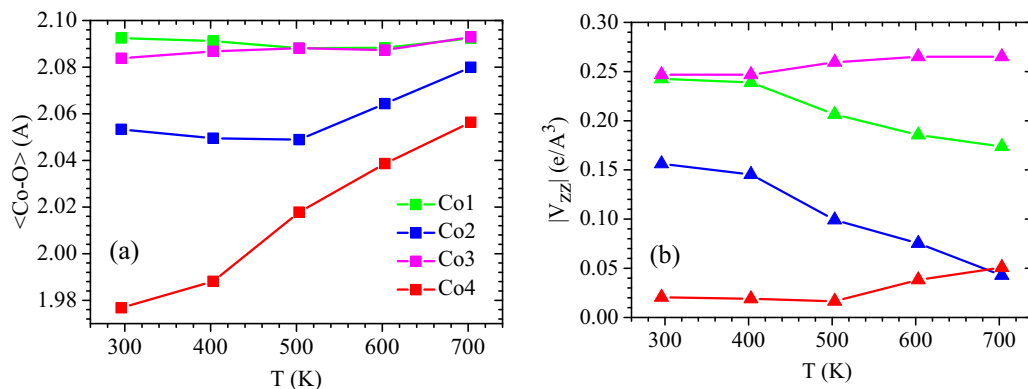 2.10
2.08
2.06
2.04
2.02
2.00
1.98
<Co-O> (A)
Co1
Co2
Co3
Co4
(a)
300 400 500 600 700
T (K)
0.30
0.25
0.20
0.15
0.10
0.05
0.00
|V_ZZ| (e/A^3)
(b)
300 400 500 600 700
T (K)